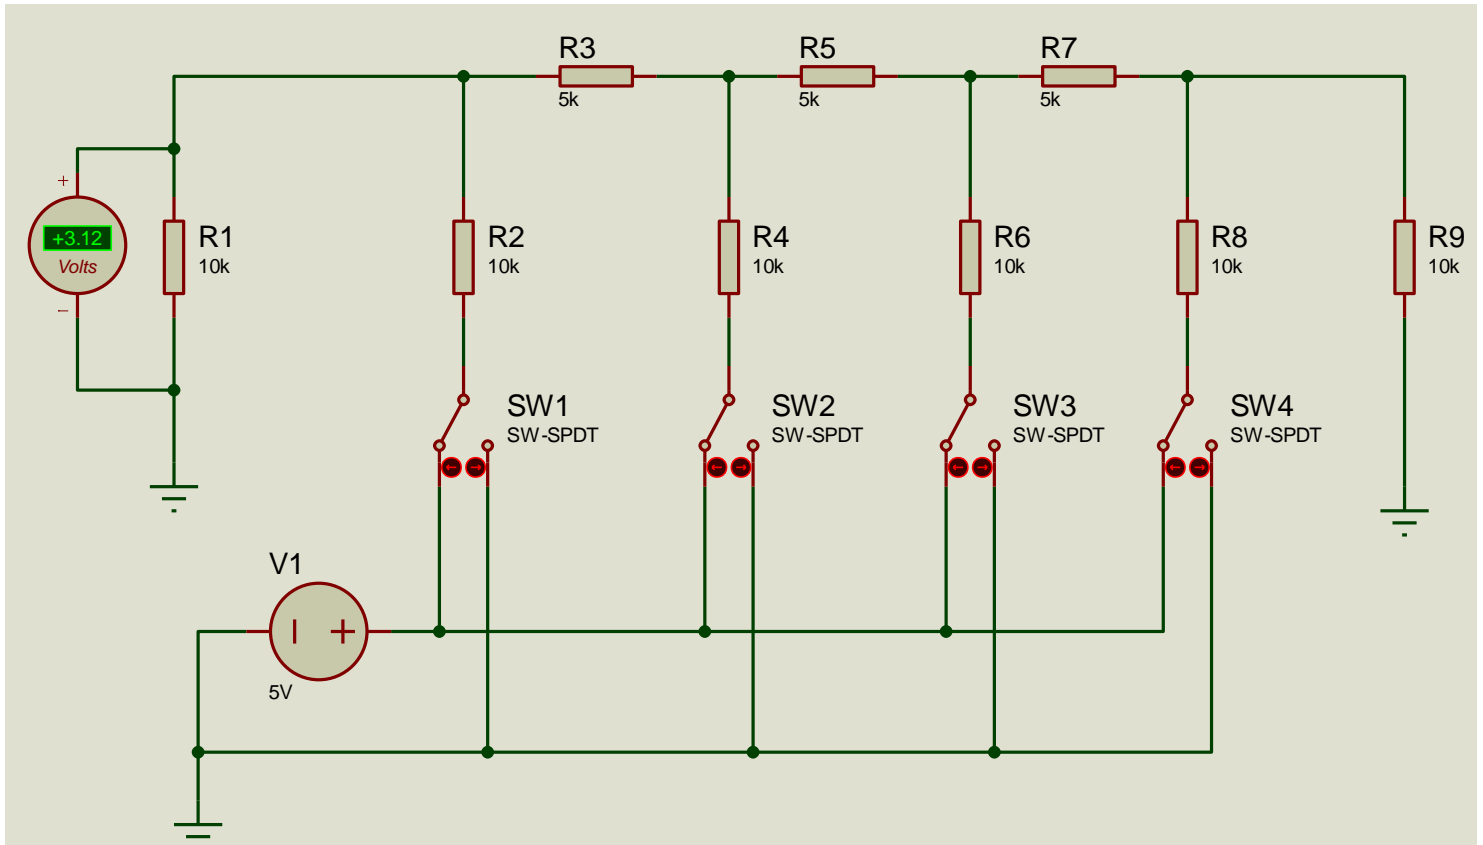 R3
5k
R5
5k
R7
5k
+
+3.12
Volts
−
R1
10k
R2
10k
R4
10k
R6
10k
R8
10k
R9
10k
SW1
SW-SPDT
SW2
SW-SPDT
SW3
SW-SPDT
SW4
SW-SPDT
V1
5V